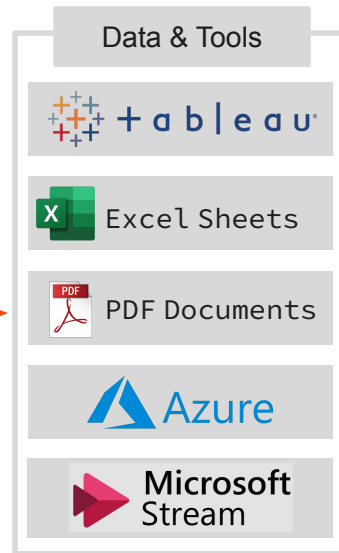 Data & Tools
+ a b l e a u®
X
Excel Sheets
PDF
PDF Documents
Azure
Microsoft
Stream